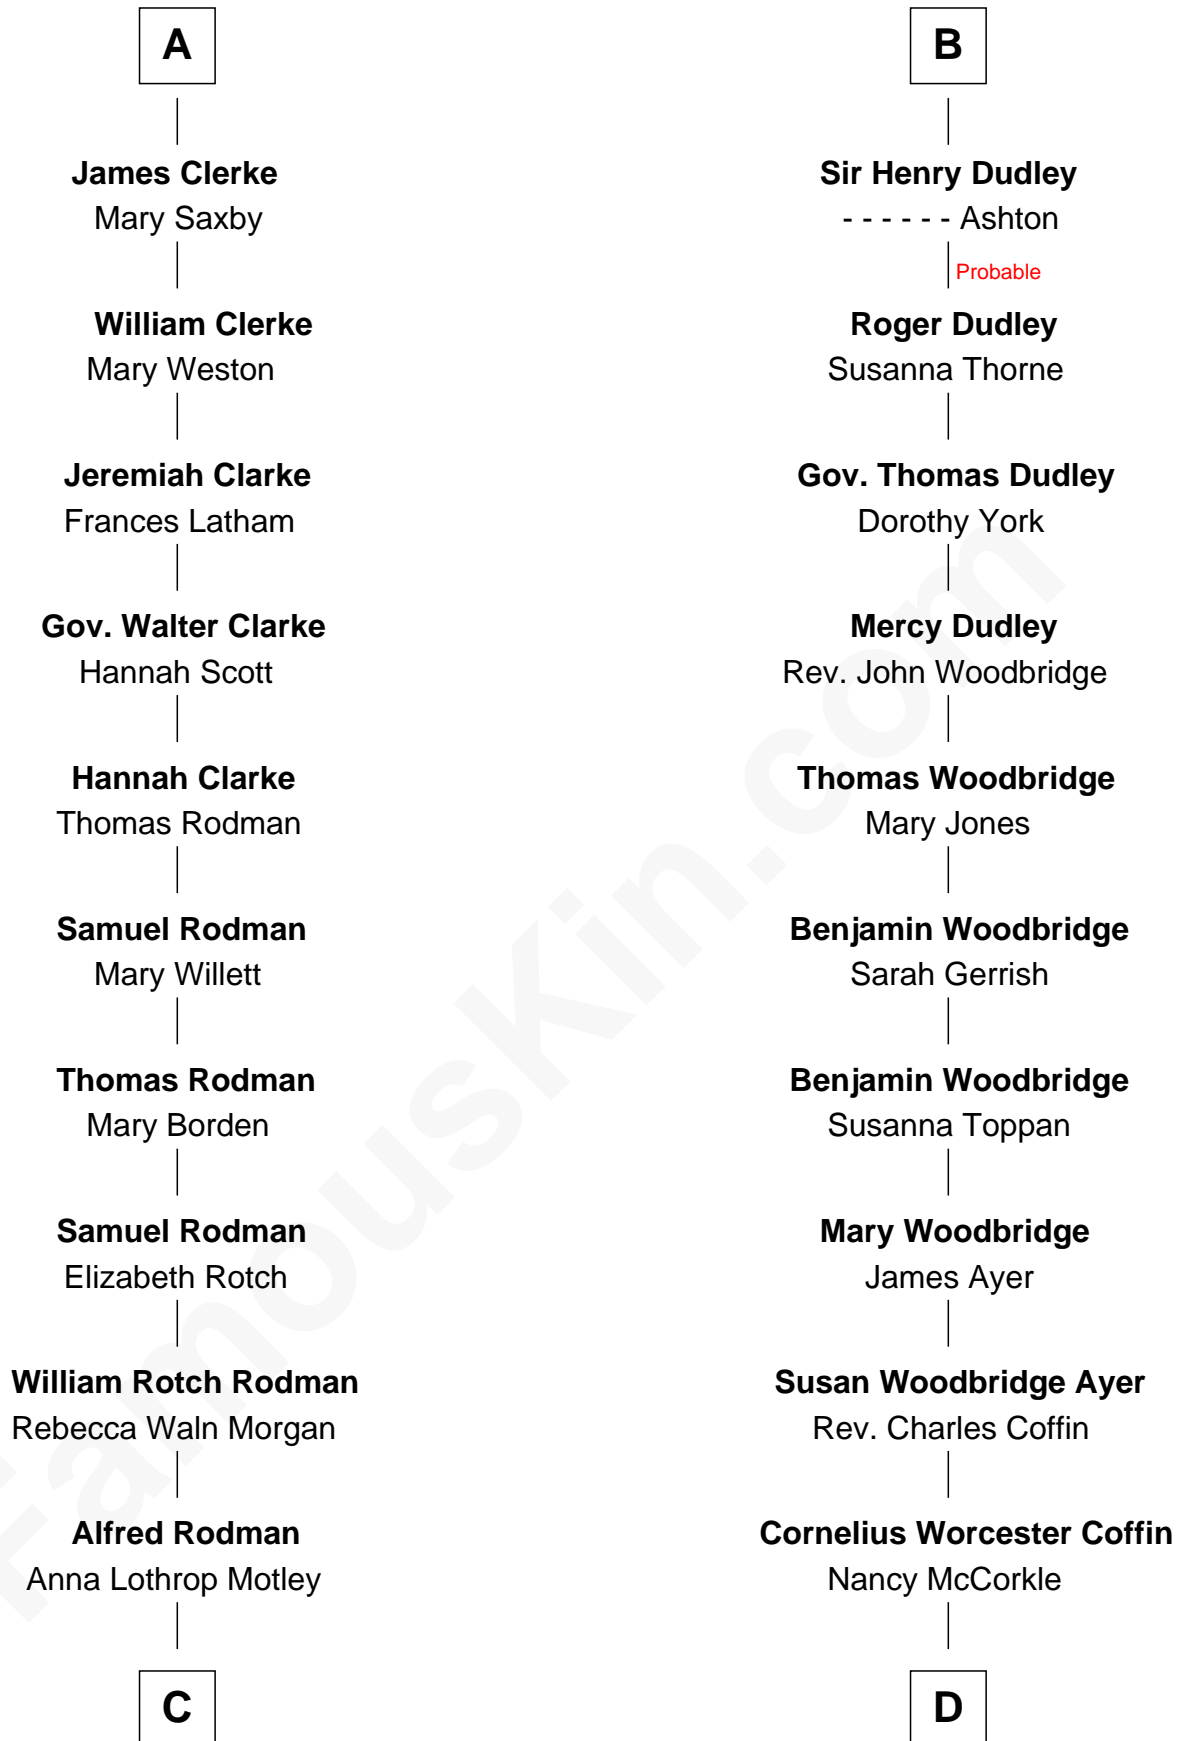 A
James Clerke
Mary Saxby
William Clerke
Mary Weston
Jeremiah Clarke
Frances Latham
Gov. Walter Clarke
Hannah Scott
Hannah Clarke
Thomas Rodman
Samuel Rodman
Mary Willett
Thomas Rodman
Mary Borden
Samuel Rodman
Elizabeth Rotch
William Rotch Rodman
Rebecca Waln Morgan
Alfred Rodman
Anna Lothrop Motley
C
B
Sir Henry Dudley
- - - - - - Ashton
Probable
Roger Dudley
Susanna Thorne
Gov. Thomas Dudley
Dorothy York
Mercy Dudley
Rev. John Woodbridge
Thomas Woodbridge
Mary Jones
Benjamin Woodbridge
Sarah Gerrish
Benjamin Woodbridge
Susanna Toppan
Mary Woodbridge
James Ayer
Susan Woodbridge Ayer
Rev. Charles Coffin
Cornelius Worcester Coffin
Nancy McCorkle
D
FamousKin.com